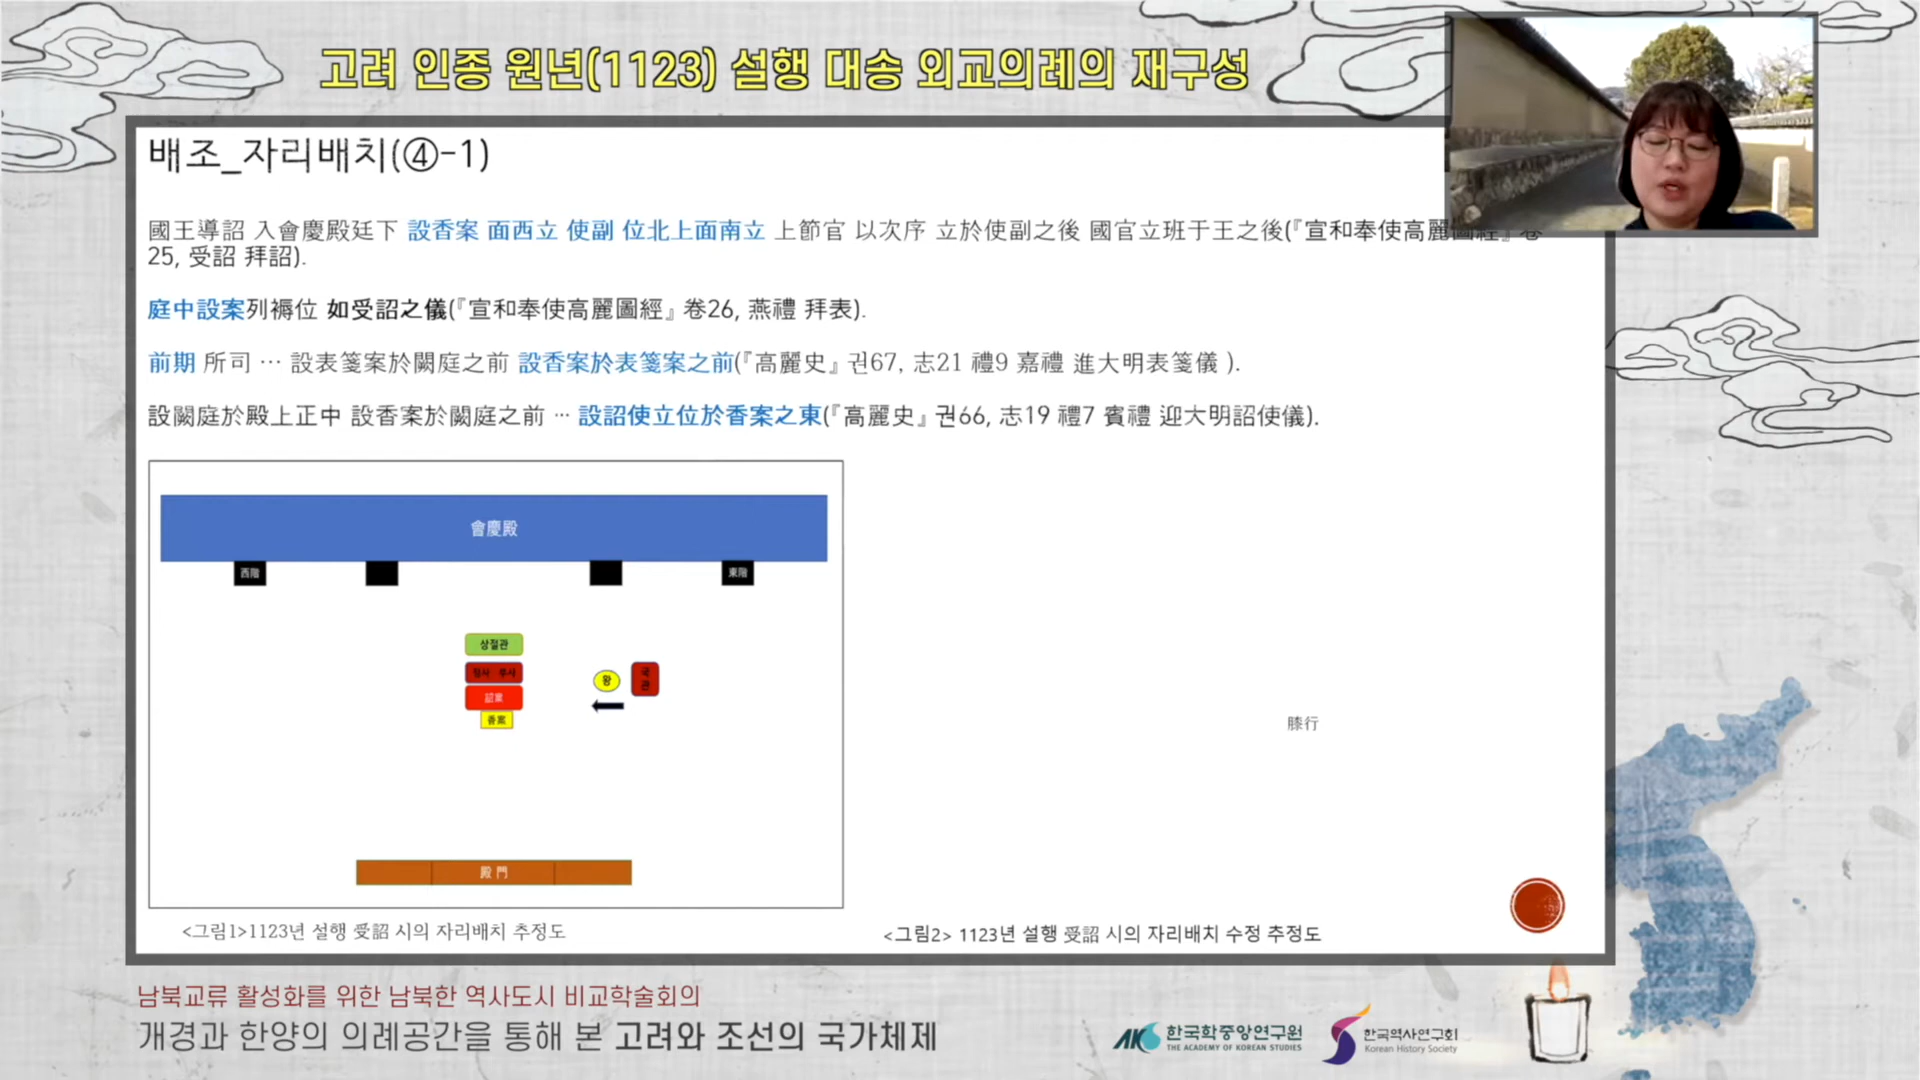 고려 인종 원년(1123) 설행 대송 외교의례의 재구성
배조_자리배치(④-1)
國王導詔 入會慶殿廷下 設香案 面西立 使副 位北上面南立 上節官 以次序 立於使副之後 國官立班于王之後(『宣和奉使高麗圖經』 卷
25, 受詔 拜詔).
庭中設案列褥位 如受詔之儀(『宣和奉使高麗圖經』 卷26, 燕禮 拜表).
前期 所司 … 設表箋案於闕庭之前 設香案於表箋案之前(『高麗史』 권67, 志21 禮9 嘉禮 進大明表箋儀 ).
設闕庭於殿上正中 設香案於闕庭之前 … 設詔使立位於香案之東(『高麗史』 권66, 志19 禮7 賓禮 迎大明詔使儀).
會慶殿
西階
東階
상절관
정사 부사
왕
국관
詔案
香案
膝行
殿門
<그림1>1123년 설행 受詔 시의 자리배치 추정도
<그림2> 1123년 설행 受詔 시의 자리배치 수정 추정도
남북교류 활성화를 위한 남북한 역사도시 비교학술회의
개경과 한양의 의례공간을 통해 본 고려와 조선의 국가체제
AKS 한국학중앙연구원
THE ACADEMY OF KOREAN STUDIES
한국역사연구회
Korean History Society